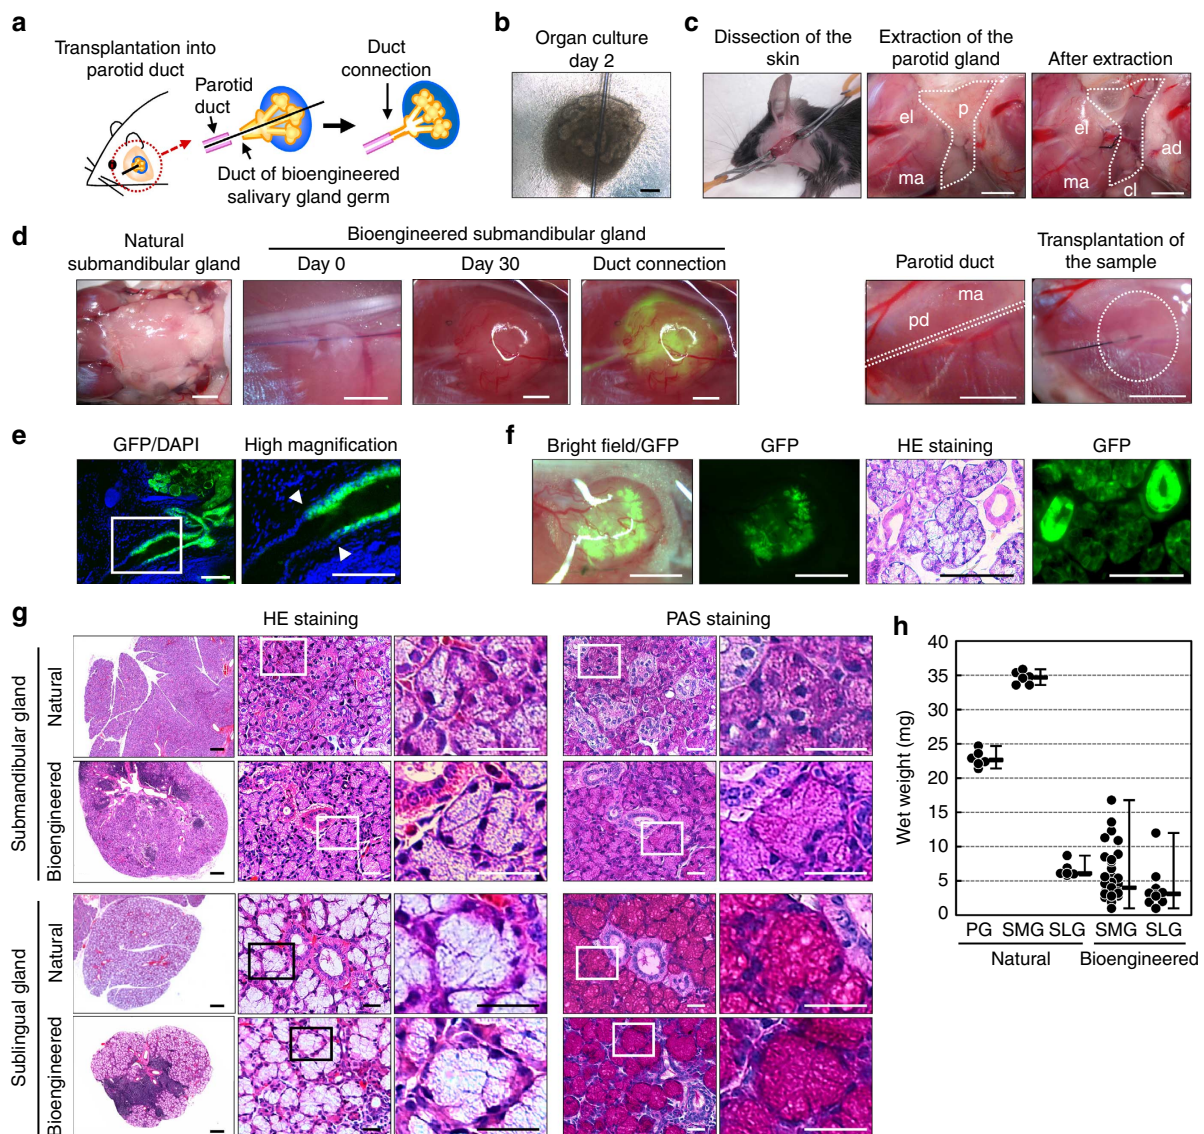 a
Transplantation into
parotid duct
Parotid
duct
Duct
connection
Duct of bioengineered
salivary gland germ
b
Organ culture
day 2
c
Dissection of the
skin
Extraction of the
parotid gland
After extraction
el
p
ma
el
ad
ma
cl
d
Natural
submandibular gland
Bioengineered submandibular gland
Day 0
Day 30
Duct connection
Parotid duct
Transplantation of
the sample
ma
pd
e
GFP/DAPI
High magnification
f
Bright field/GFP
GFP
HE staining
GFP
g
HE staining
PAS staining
Submandibular gland
Natural
Bioengineered
Sublingual gland
Natural
Bioengineered
h
Wet weight (mg)
40
35
30
25
20
15
10
5
0
PG SMG SLG SMG SLG
Natural Bioengineered